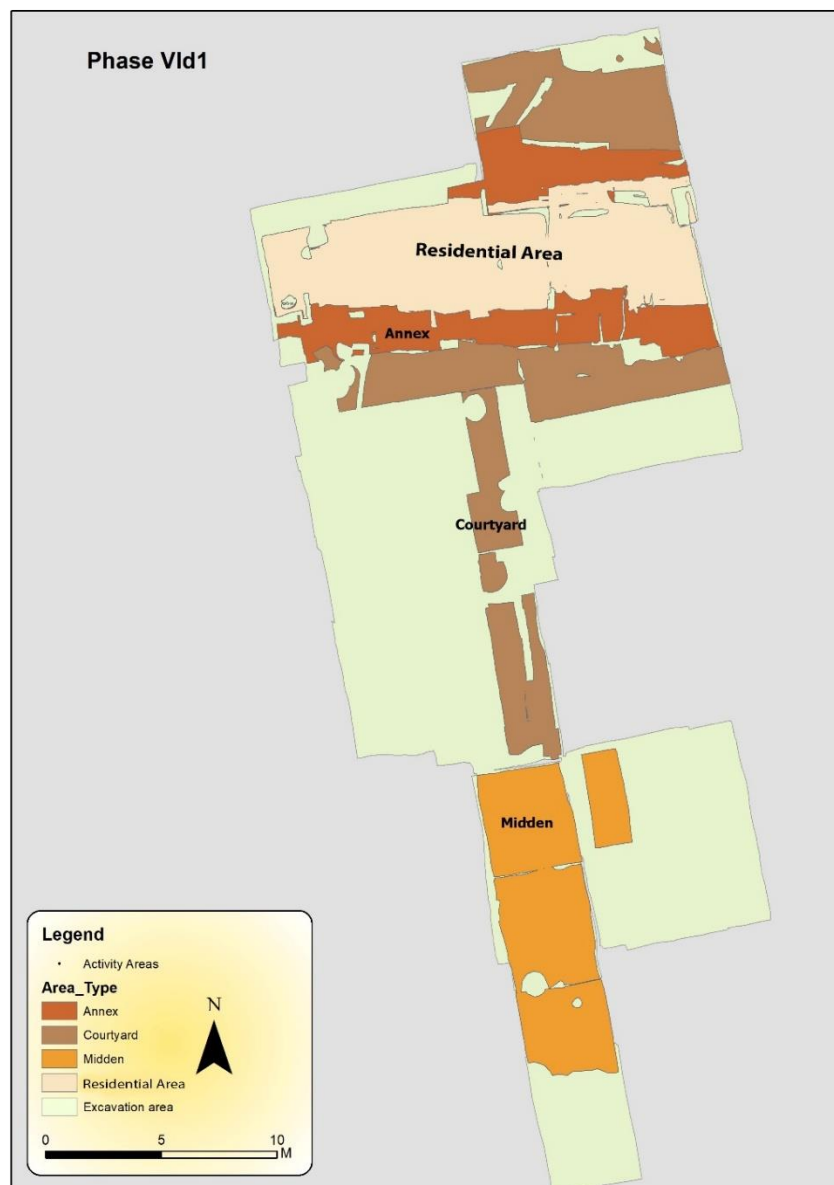 Phase VId1
Residential Area
Annex
Courtyard
Midden
Legend
Activity Areas
Area_Type
Annex
Courtyard
Midden
Residential Area
Excavation area
N
0 5 10
M